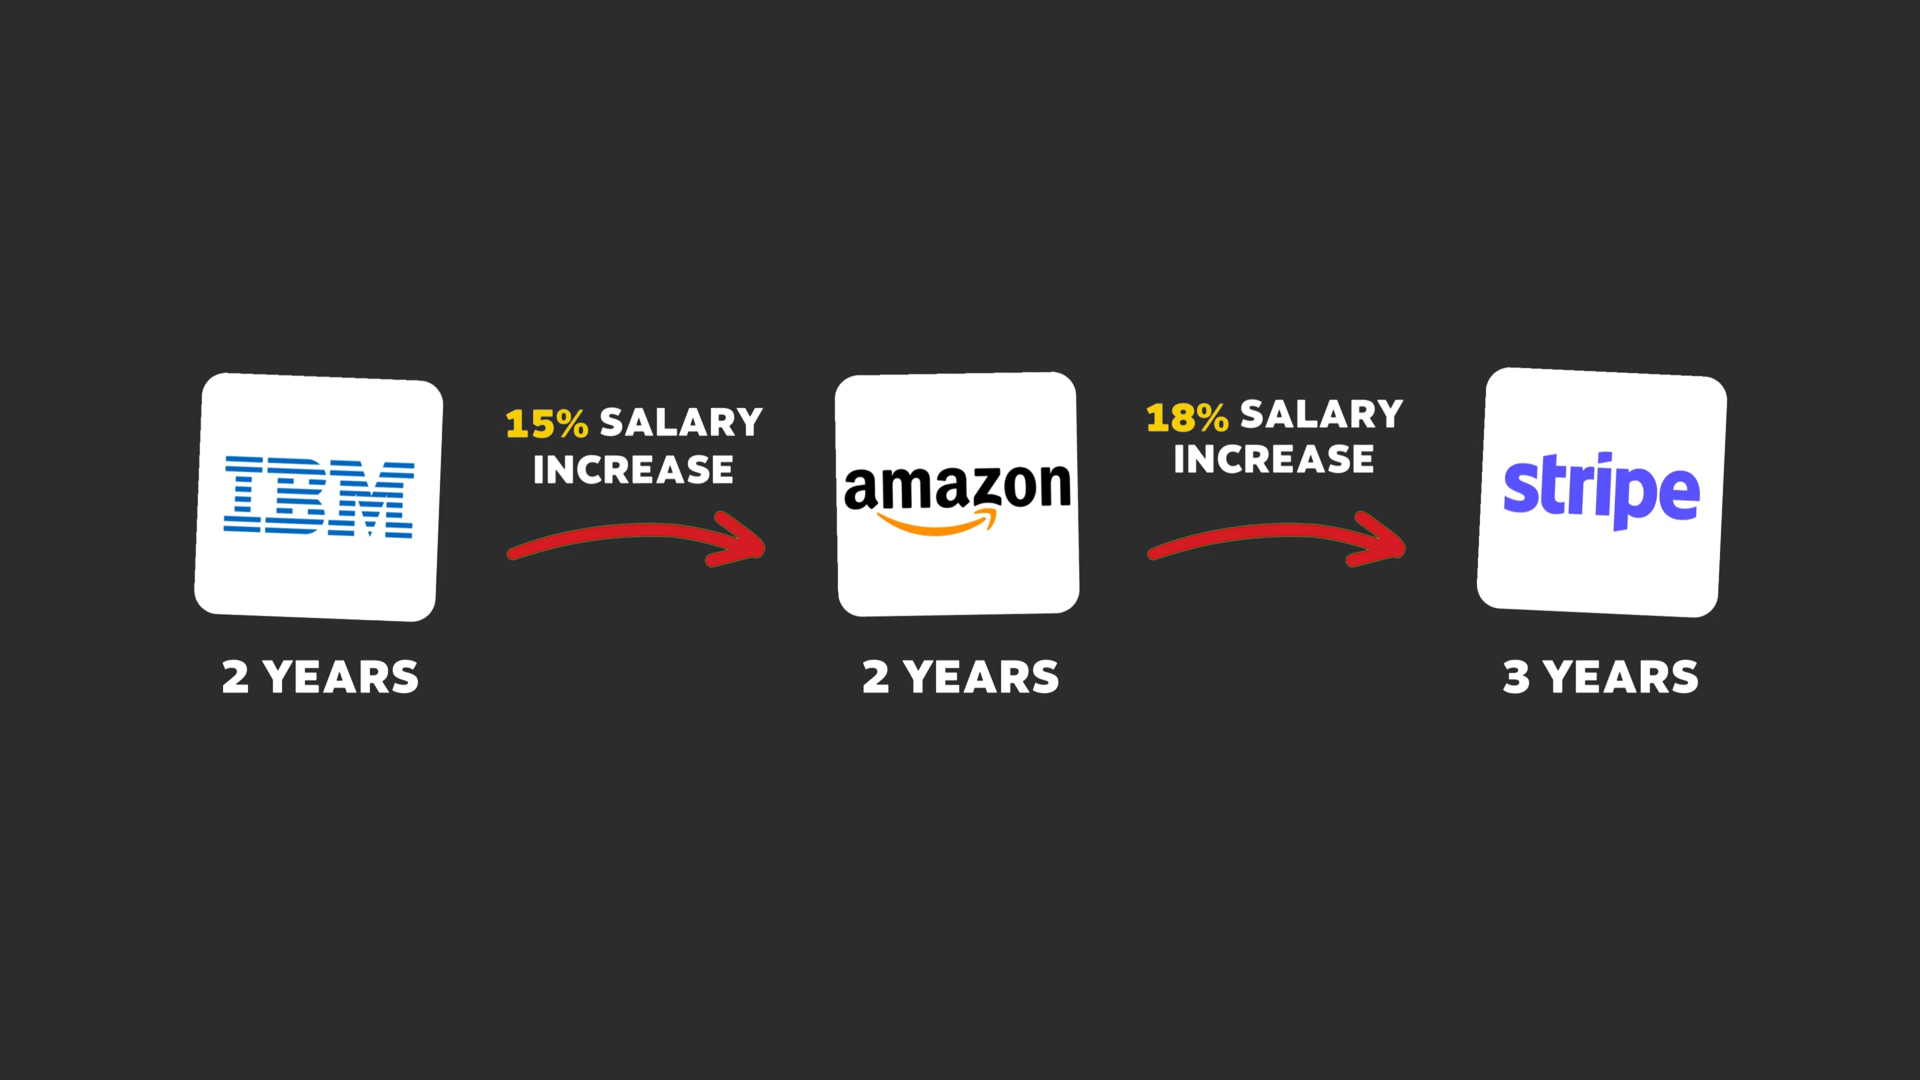 IBM
15% SALARY
INCREASE
amazon
18% SALARY
INCREASE
stripe
2 YEARS
2 YEARS
3 YEARS